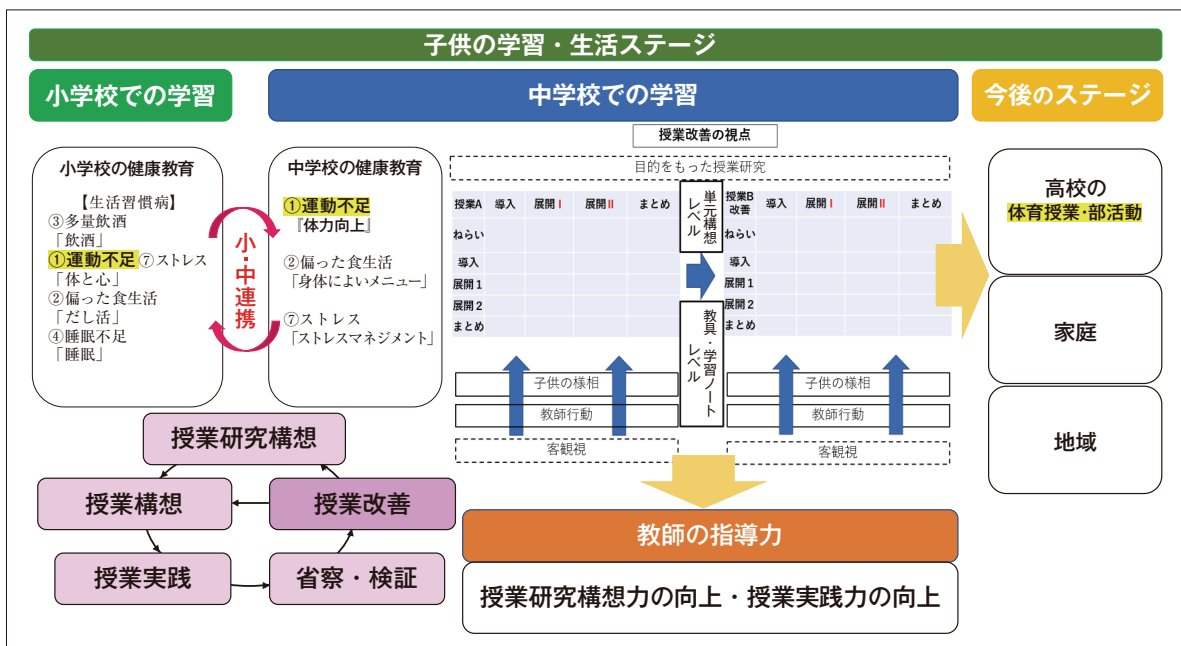 子供の学習・生活ステージ
小学校での学習
中学校での学習
今後のステージ
小学校の健康教育
【生活習慣病】
③多量飲酒
「飲酒」
①運動不足 ⑦ストレス
「体と心」
②偏った食生活
「だし活」
④睡眠不足
「睡眠」
小・中連携
中学校の健康教育
①運動不足
『体力向上』
②偏った食生活
「身体によいメニュー」
⑦ストレス
「ストレスマネジメント」
授業改善の視点
目的をもった授業研究
授業A 導入 展開Ⅰ 展開Ⅱ まとめ
ねらい
導入
展開1
展開2
まとめ
単元構想レベル
教具・学習ノートレベル
授業B改善 導入 展開Ⅰ 展開Ⅱ まとめ
ねらい
導入
展開1
展開2
まとめ
子供の様相
教師行動
客観視
子供の様相
教師行動
客観視
高校の
体育授業・部活動
家庭
地域
授業研究構想
授業構想
授業改善
授業実践
省察・検証
教師の指導力
授業研究構想力の向上・授業実践力の向上